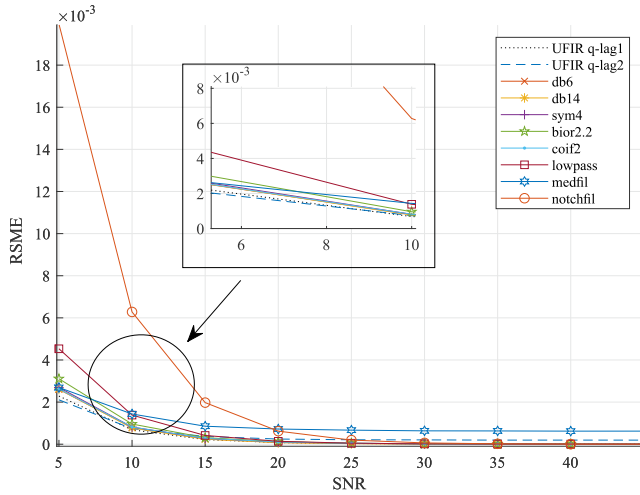 ×10⁻³
18
16
14
12
10
8
6
4
2
0
RSME
5
10
15
20
25
30
35
40
SNR
×10⁻³
8
6
4
2
0
6
8
10
UFIR q-lag1
UFIR q-lag2
db6
db14
sym4
bior2.2
coif2
lowpass
medfil
notchfil